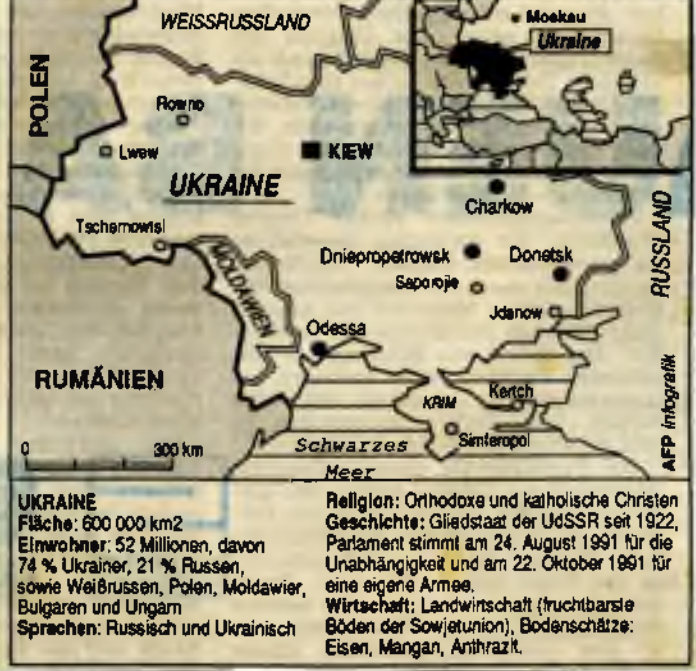 WEISSRUSSLAND
Moskau
Ukraine
POLEN
Rowno
Lwow
KIEW
UKRAINE
Charkow
Tschernowtsi
MOLDAWIEN
Dniepropetrowsk
Donetsk
Saporojie
RUSSLAND
Jdanow
Odessa
RUMÄNIEN
KRIM
Kertch
Simferopol
AFP infografik
0 300 km
Schwarzes
Meer
UKRAINE
Fläche: 600 000 km2
Einwohner: 52 Millionen, davon
74 % Ukrainer, 21 % Russen,
sowie Weißrussen, Polen, Moldawier,
Bulgaren und Ungarn
Sprachen: Russisch und Ukrainisch
Religion: Orthodoxe und katholische Christen
Geschichte: Gliedstaat der UdSSR seit 1922,
Parlament stimmt am 24. August 1991 für die
Unabhängigkeit und am 22. Oktober 1991 für
eine eigene Armee.
Wirtschaft: Landwirtschaft (fruchtbarste
Böden der Sowjetunion), Bodenschätze:
Eisen, Mangan, Anthrazit.